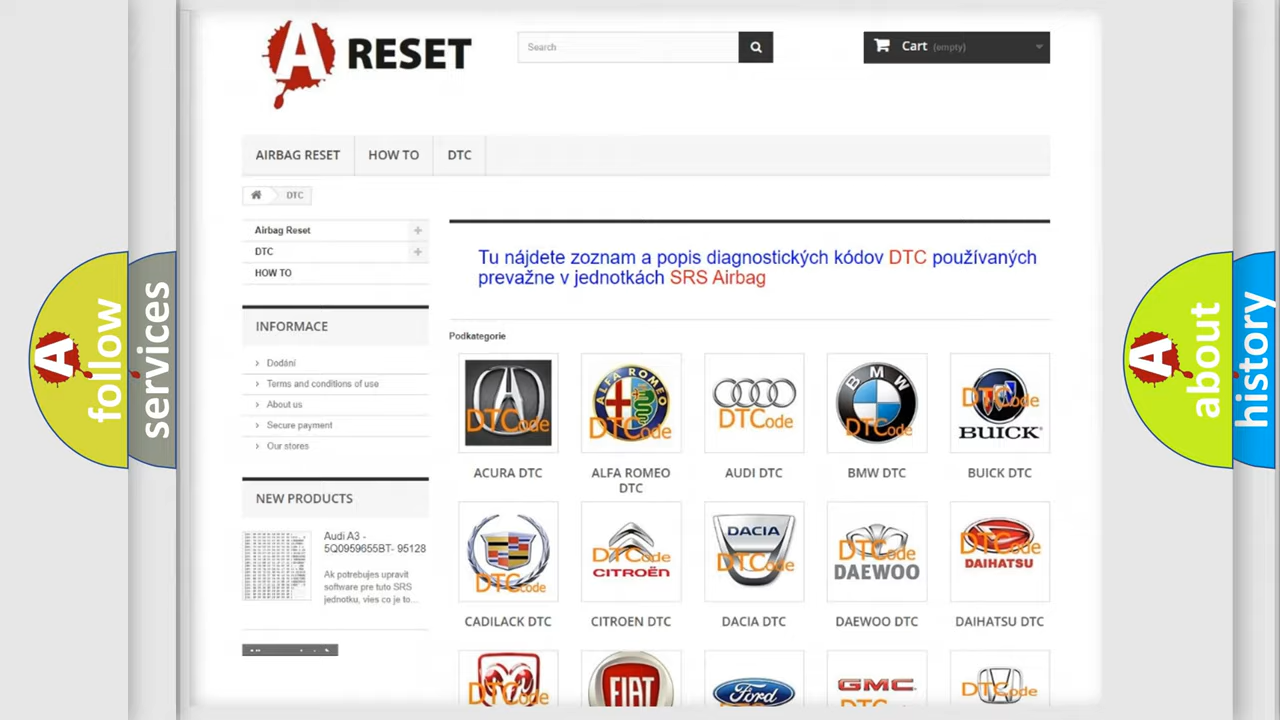 A RESET
Search
Cart (empty)
AIRBAG RESET
HOW TO
DTC
DTC
Airbag Reset
DTC
HOW TO
INFORMACE
Dodání
Terms and conditions of use
About us
Secure payment
Our stores
NEW PRODUCTS
Audi A3 -
5Q0959655BT- 95128
Ak potrebujes upravit
software pre tuto SRS
jednotku, vies co je to...
Tu nájdete zoznam a popis diagnostických kódov DTC používaných
prevažne v jednotkách SRS Airbag
Podkategorie
DTCode
ALFA ROMEO
DTCode
DTCode
BMW
DTCode
DTCode
BUICK
ACURA DTC
ALFA ROMEO
DTC
AUDI DTC
BMW DTC
BUICK DTC
DTCode
DTCode
CITROËN
DACIA
DTCode
DTCode
DAEWOO
DTCode
DAIHATSU
CADILACK DTC
CITROEN DTC
DACIA DTC
DAEWOO DTC
DAIHATSU DTC
DTCode
FIAT
Ford
GMC
DTCode
A follow
services
A about
history